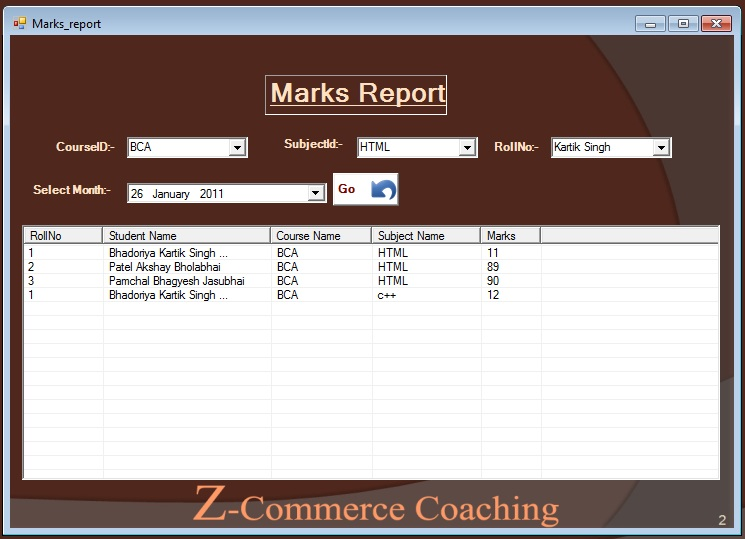 Marks_report
Marks Report
CourseID:- BCA SubjectId:- HTML RollNo:- Kartik Singh
Select Month:- 26 January 2011 Go
RollNo Student Name Course Name Subject Name Marks
1 Bhadoriya Kartik Singh ... BCA HTML 11
2 Patel Akshay Bholabhai BCA HTML 89
3 Pamchal Bhagyesh Jasubhai BCA HTML 90
1 Bhadoriya Kartik Singh ... BCA c++ 12
Z-Commerce Coaching
2